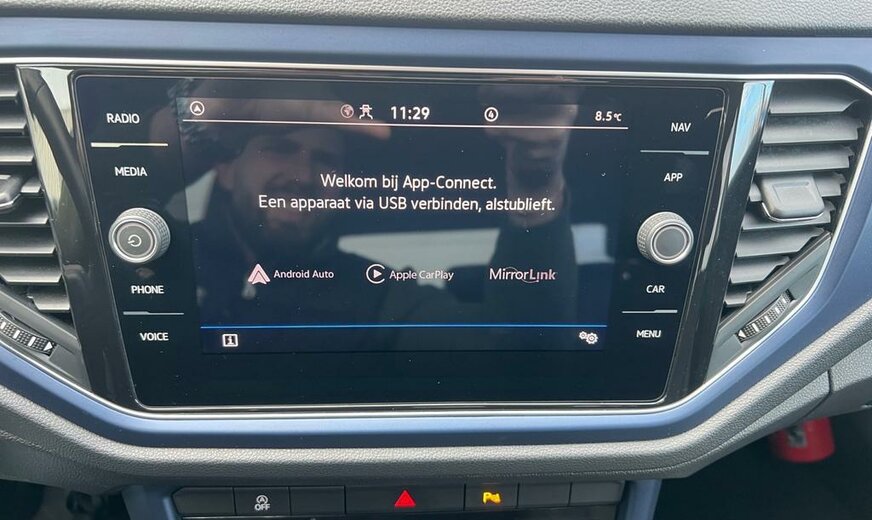 RADIO
MEDIA
PHONE
VOICE
11:29
4
8.5°C
Welkom bij App-Connect.
Een apparaat via USB verbinden, alstublieft.
Android Auto
Apple CarPlay
MirrorLink
i
NAV
APP
CAR
MENU
A
OFF